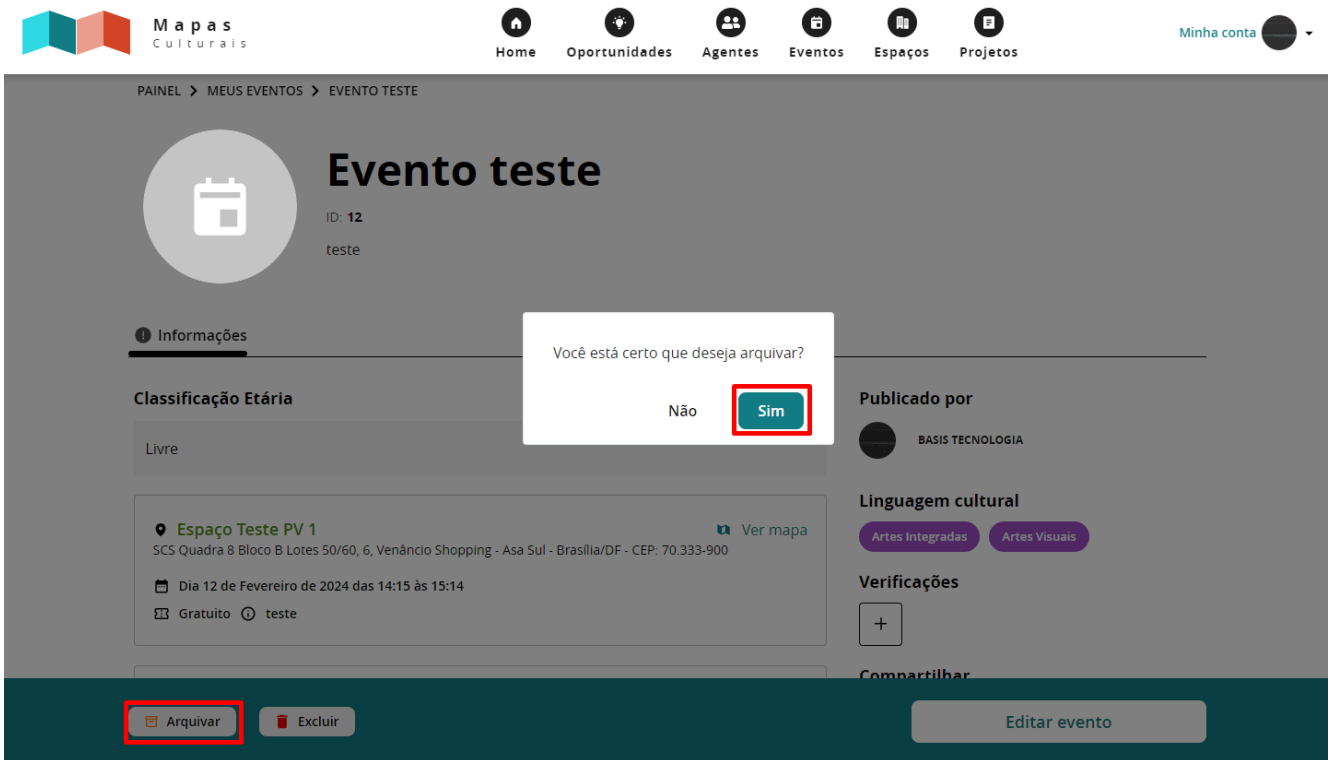 Mapas
Culturais
Home
Oportunidades
Agentes
Eventos
Espaços
Projetos
Minha conta
PAINEL > MEUS EVENTOS > EVENTO TESTE
Evento teste
ID: 12
teste
Informações
Você está certo que deseja arquivar?
Não
Sim
Classificação Etária
Livre
Espaço Teste PV 1
Ver mapa
SCS Quadra 8 Bloco B Lotes 50/60, 6, Venâncio Shopping - Asa Sul - Brasília/DF - CEP: 70.333-900
Dia 12 de Fevereiro de 2024 das 14:15 às 15:14
Gratuito teste
Publicado por
BASIS TECNOLOGIA
Linguagem cultural
Artes Integradas
Artes Visuais
Verificações
+
Compartilhar
Arquivar
Excluir
Editar evento